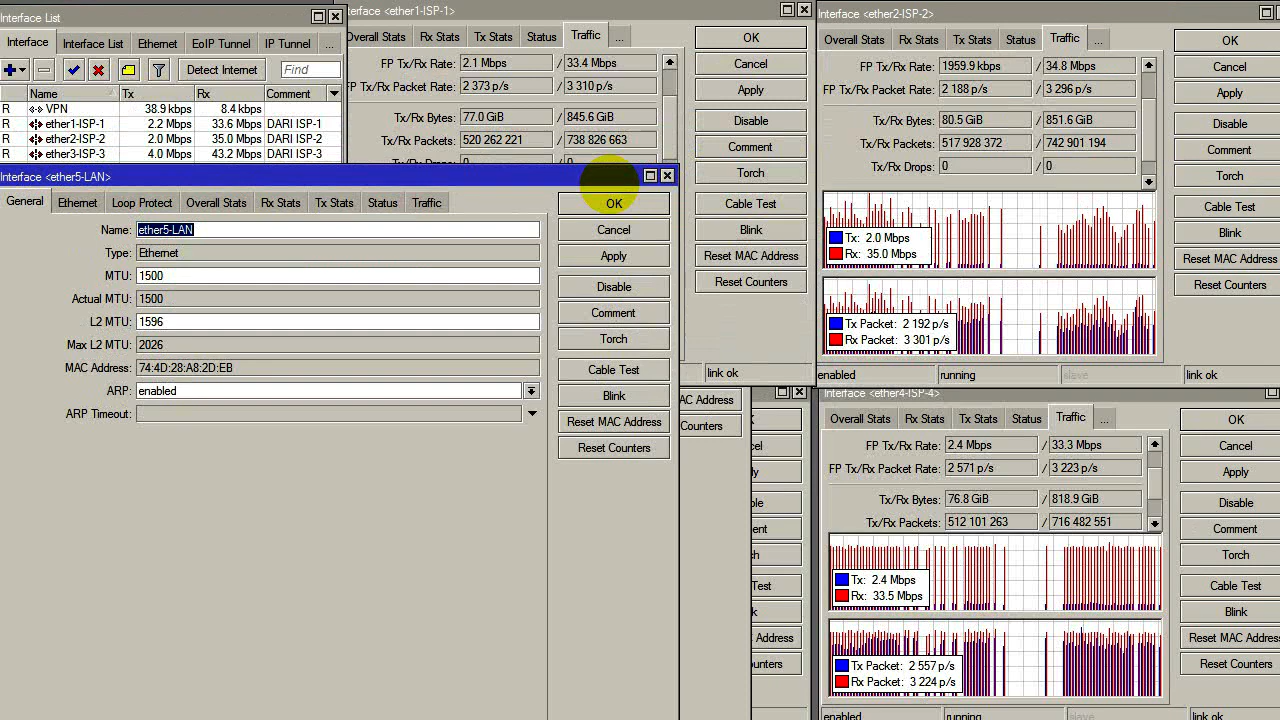 Interface List
Interface Interface List Ethernet EoIP Tunnel IP Tunnel ...
Detect Internet Find
Name Tx Rx Comment
R VPN 38.9 kbps 8.4 kbps
R ether1-ISP-1 2.2 Mbps 33.6 Mbps DARI ISP-1
R ether2-ISP-2 2.0 Mbps 35.0 Mbps DARI ISP-2
R ether3-ISP-3 4.0 Mbps 43.2 Mbps DARI ISP-3
nterface <ether1-ISP-1>
Overall Stats Rx Stats Tx Stats Status Traffic ...
FP Tx/Rx Rate: 2.1 Mbps / 33.4 Mbps
FP Tx/Rx Packet Rate: 2 373 p/s / 3 310 p/s
Tx/Rx Bytes: 77.0 GiB / 845.6 GiB
Tx/Rx Packets: 520 262 221 / 738 826 663
OK
Cancel
Apply
Disable
Comment
Torch
Cable Test
Blink
Reset MAC Address
Reset Counters
link ok
Interface <ether2-ISP-2>
Overall Stats Rx Stats Tx Stats Status Traffic ...
FP Tx/Rx Rate: 1959.9 kbps / 34.8 Mbps
FP Tx/Rx Packet Rate: 2 188 p/s / 3 296 p/s
Tx/Rx Bytes: 80.5 GiB / 851.6 GiB
Tx/Rx Packets: 517 928 372 / 742 901 194
Tx/Rx Drops: 0 / 0
Tx: 2.0 Mbps
Rx: 35.0 Mbps
Tx Packet: 2 192 p/s
Rx Packet: 3 301 p/s
OK
Cancel
Apply
Disable
Comment
Torch
Cable Test
Blink
Reset MAC Address
Reset Counters
enabled running slave link ok
Interface <ether5-LAN>
General Ethernet Loop Protect Overall Stats Rx Stats Tx Stats Status Traffic
Name: ether5-LAN
Type: Ethernet
MTU: 1500
Actual MTU: 1500
L2 MTU: 1596
Max L2 MTU: 2026
MAC Address: 74:4D:28:A8:2D:EB
ARP: enabled
ARP Timeout:
OK
Cancel
Apply
Disable
Comment
Torch
Cable Test
Blink
Reset MAC Address
Reset Counters
AC Address
Counters
Interface <ether4-ISP-4>
Overall Stats Rx Stats Tx Stats Status Traffic ...
FP Tx/Rx Rate: 2.4 Mbps / 33.3 Mbps
FP Tx/Rx Packet Rate: 2 571 p/s / 3 223 p/s
Tx/Rx Bytes: 76.8 GiB / 818.9 GiB
Tx/Rx Packets: 512 101 263 / 716 482 551
Tx: 2.4 Mbps
Rx: 33.5 Mbps
Tx Packet: 2 557 p/s
Rx Packet: 3 224 p/s
OK
Cancel
Apply
Disable
Comment
Torch
Cable Test
Blink
Reset MAC Address
Reset Counters
enabled running slave link ok